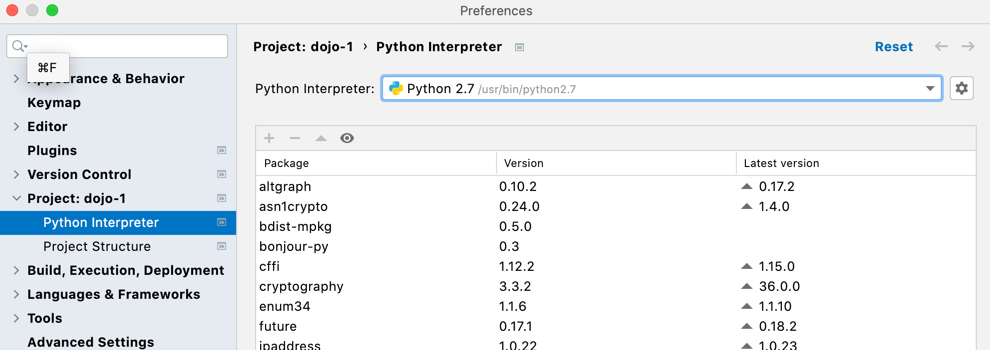 Preferences
⌘F
Appearance & Behavior
Keymap
Editor
Plugins
Version Control
Project: dojo-1
Python Interpreter
Project Structure
Build, Execution, Deployment
Languages & Frameworks
Tools
Advanced Settings
Project: dojo-1 › Python Interpreter
Reset
Python Interpreter: Python 2.7 /usr/bin/python2.7
Package Version Latest version
altgraph 0.10.2 0.17.2
asn1crypto 0.24.0 1.4.0
bdist-mpkg 0.5.0
bonjour-py 0.3
cffi 1.12.2 1.15.0
cryptography 3.3.2 36.0.0
enum34 1.1.6 1.1.10
future 0.17.1 0.18.2
ipaddress 1.0.22 1.0.23